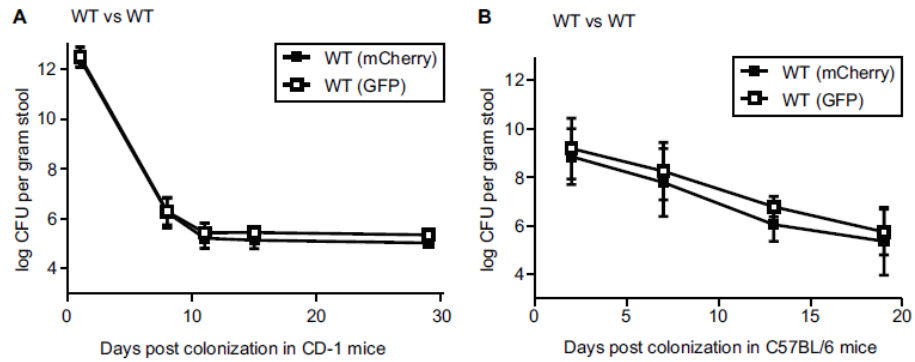 A
WT vs WT
log CFU per gram stool
12
10
8
6
4
WT (mCherry)
WT (GFP)
0
10
20
30
Days post colonization in CD-1 mice
B
WT vs WT
log CFU per gram stool
12
10
8
6
4
WT (mCherry)
WT (GFP)
0
5
10
15
20
Days post colonization in C57BL/6 mice